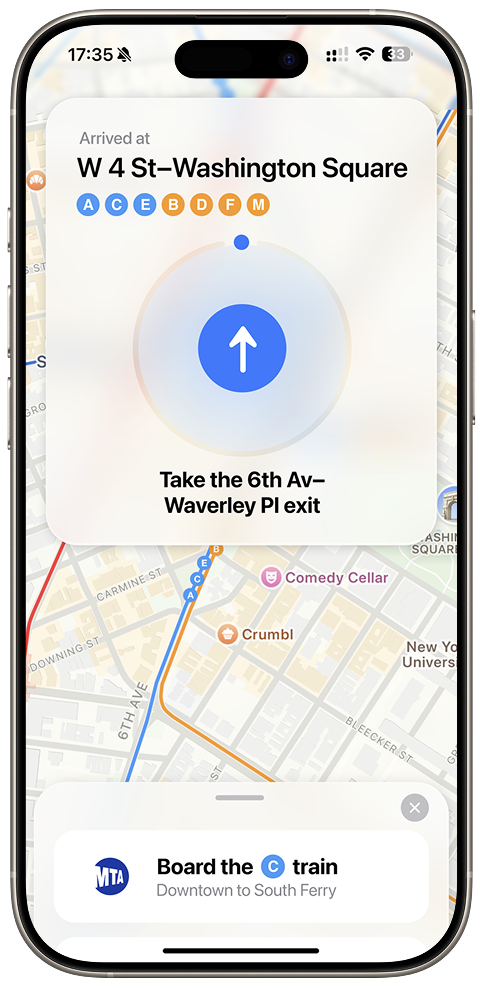 17:35
33
Arrived at
W 4 St–Washington Square
A C E B D F M
Take the 6th Av–
Waverley Pl exit
SQUARE
B
E
C
A
Comedy Cellar
CARMINE ST
Crumbl
DOWNING ST
New Yo
Universi
6TH AVE
BLEECKER ST
Board the C train
MTA
Downtown to South Ferry